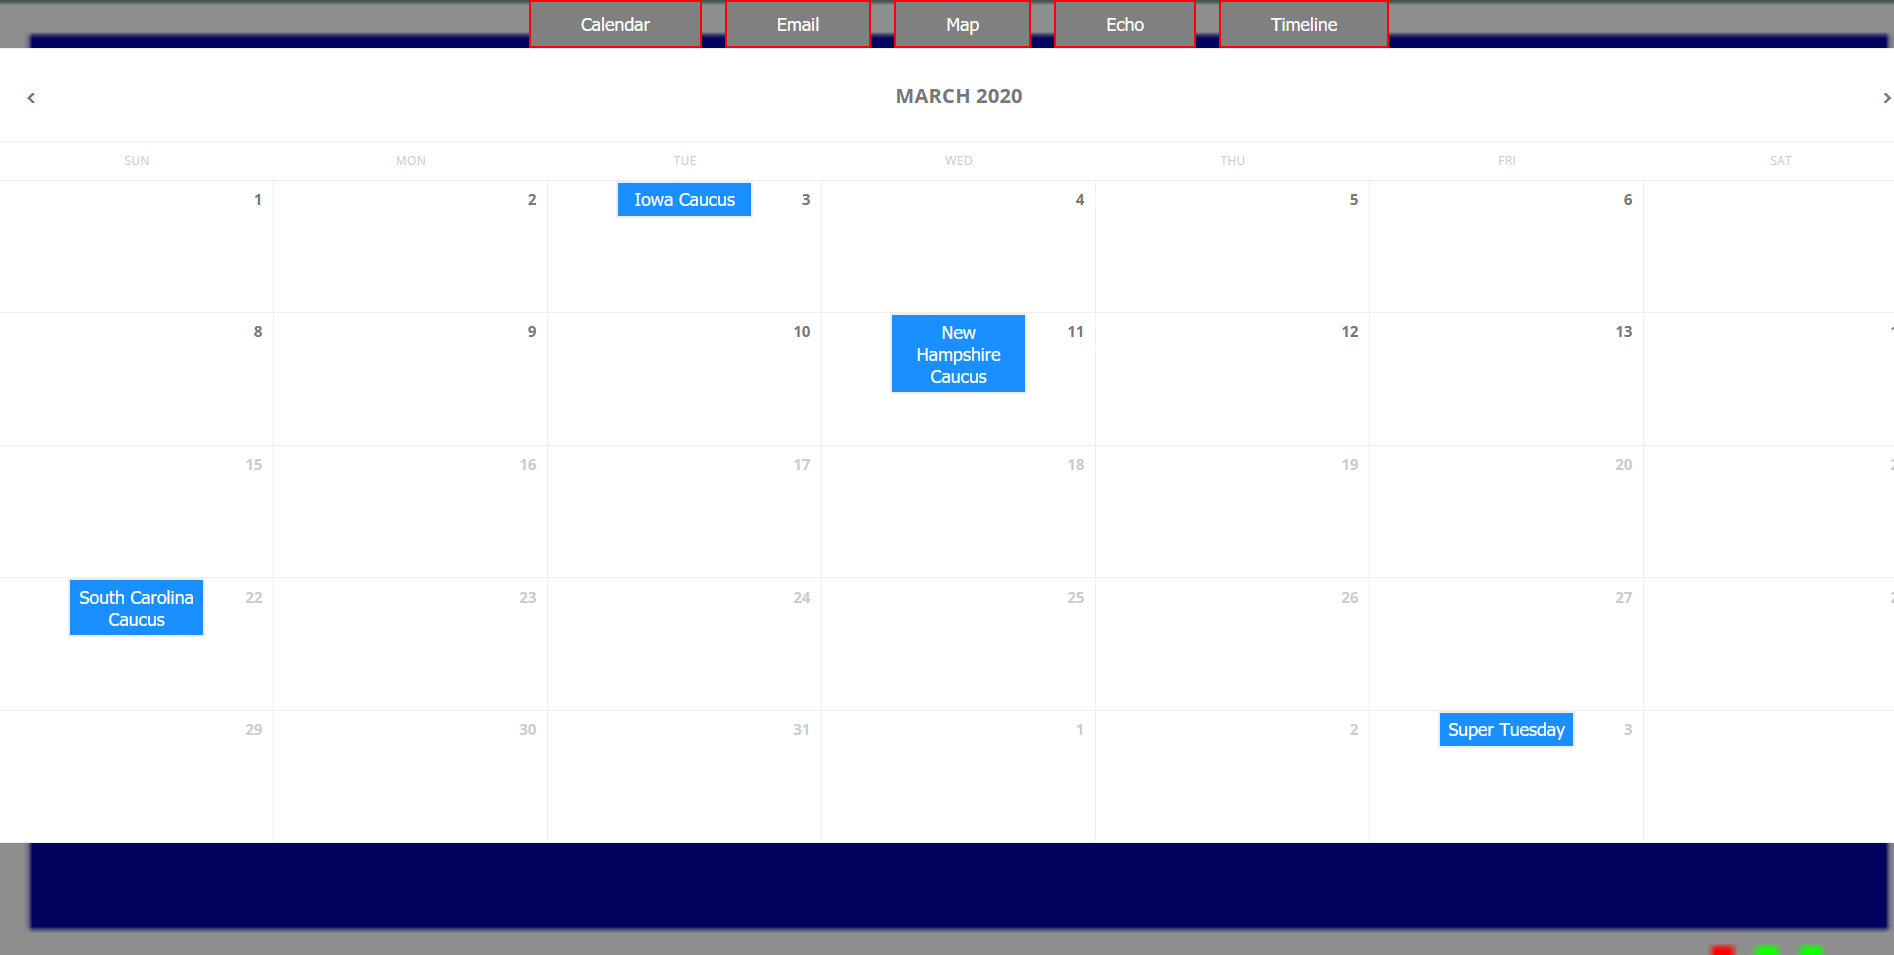 Calendar Email Map Echo Timeline
‹ MARCH 2020 ›
SUN MON TUE WED THU FRI SAT
1 2 Iowa Caucus 3 4 5 6
8 9 10 New 11 12 13
Hampshire
Caucus
15 16 17 18 19 20
South Carolina 22 23 24 25 26 27
Caucus
29 30 31 1 2 Super Tuesday 3